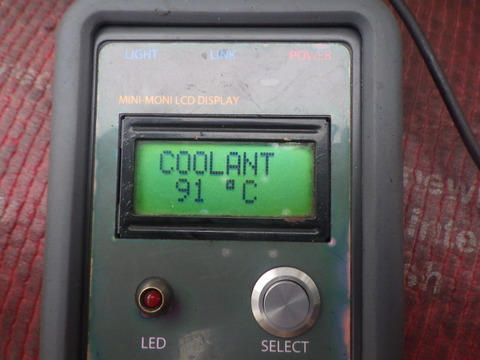 LIGHT LINK POWER
MINI-MONI LCD DISPLAY
COOLANT
91 °C
LED SELECT